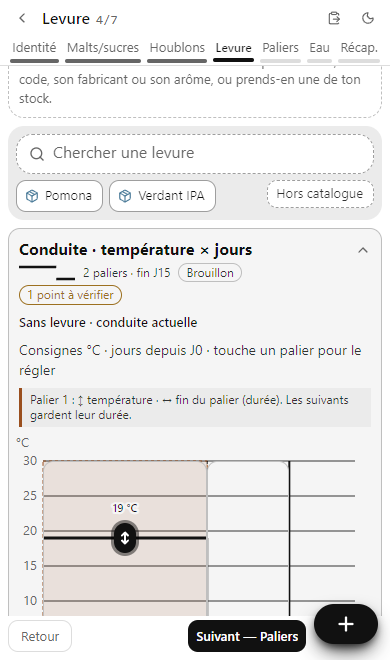 Levure 4/7
Identité Malts/sucres Houblons Levure Paliers Eau Récap.
code, son fabricant ou son arôme, ou prends-en une de ton
stock.
Chercher une levure
Pomona Verdant IPA Hors catalogue
Conduite · température × jours
2 paliers · fin J15 Brouillon
1 point à vérifier
Sans levure · conduite actuelle
Consignes °C · jours depuis J0 · touche un palier pour le
régler
Palier 1 : ↕ température · ↔ fin du palier (durée). Les suivants
gardent leur durée.
°C
30
25
19 °C
20
15
10
Retour Suivant — Paliers